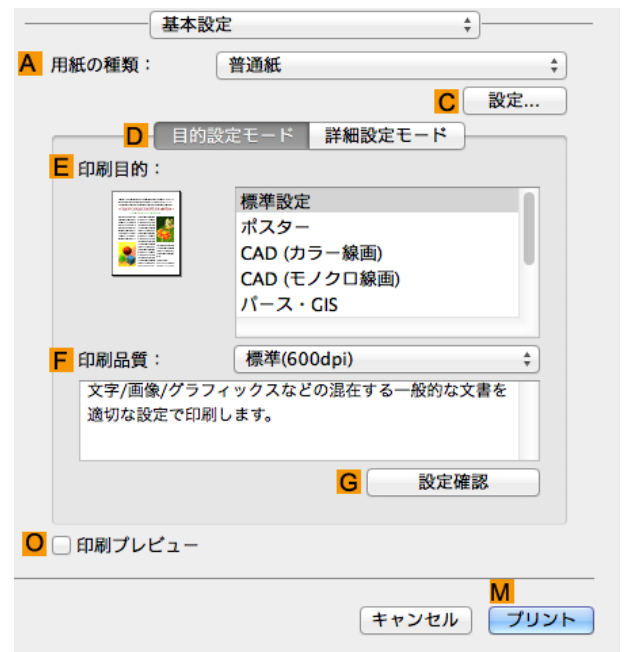 基本設定
A 用紙の種類： 普通紙
C 設定...
D 目的設定モード 詳細設定モード
E 印刷目的：
標準設定
ポスター
CAD (カラー線画)
CAD (モノクロ線画)
パース・GIS
F 印刷品質： 標準(600dpi)
文字/画像/グラフィックスなどの混在する一般的な文書を
適切な設定で印刷します。
G 設定確認
O 印刷プレビュー
M
キャンセル プリント